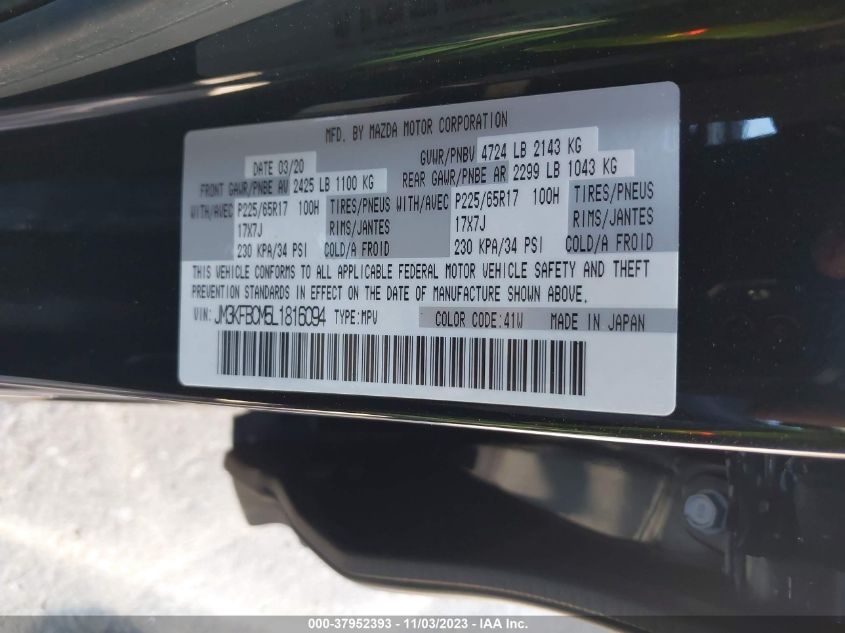 MFD. BY MAZDA MOTOR CORPORATION
DATE 03/20 GVWR/PNBV 4724 LB 2143 KG
FRONT GAWR/PNBE AV 2425 LB 1100 KG REAR GAWR/PNBE AR 2299 LB 1043 KG
WITH/AVEC P225/65R17 100H TIRES/PNEUS WITH/AVEC P225/65R17 100H TIRES/PNEUS
17X7J RIMS/JANTES 17X7J RIMS/JANTES
230 KPA/34 PSI COLD/A FROID 230 KPA/34 PSI COLD/A FROID
THIS VEHICLE CONFORMS TO ALL APPLICABLE FEDERAL MOTOR VEHICLE SAFETY AND THEFT
PREVENTION STANDARDS IN EFFECT ON THE DATE OF MANUFACTURE SHOWN ABOVE.
VIN: JM3KFBCM5L1816094 TYPE:MPV COLOR CODE:41W MADE IN JAPAN
000-37952393 - 11/03/2023 - IAA Inc.